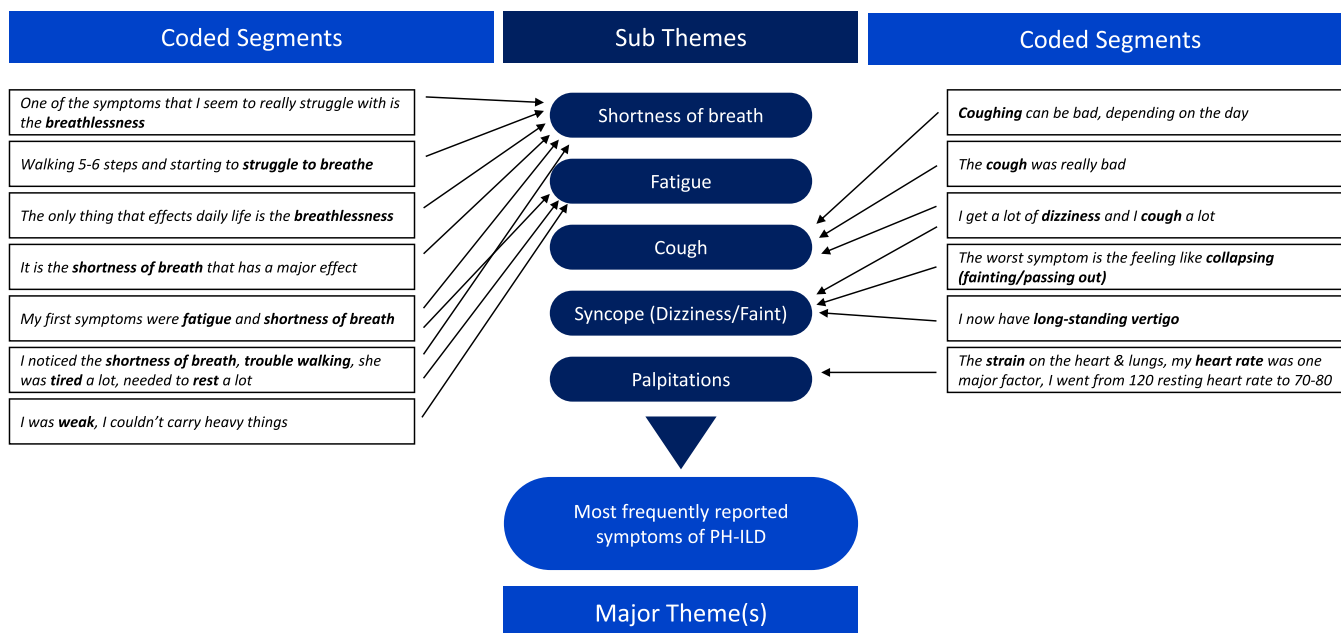 Coded Segments
Sub Themes
Coded Segments
One of the symptoms that I seem to really struggle with is
the breathlessness
Walking 5-6 steps and starting to struggle to breathe
The only thing that effects daily life is the breathlessness
It is the shortness of breath that has a major effect
My first symptoms were fatigue and shortness of breath
I noticed the shortness of breath, trouble walking, she
was tired a lot, needed to rest a lot
I was weak, I couldn’t carry heavy things
Shortness of breath
Fatigue
Cough
Syncope (Dizziness/Faint)
Palpitations
Coughing can be bad, depending on the day
The cough was really bad
I get a lot of dizziness and I cough a lot
The worst symptom is the feeling like collapsing
(fainting/passing out)
I now have long-standing vertigo
The strain on the heart & lungs, my heart rate was one
major factor, I went from 120 resting heart rate to 70-80
Most frequently reported
symptoms of PH-ILD
Major Theme(s)